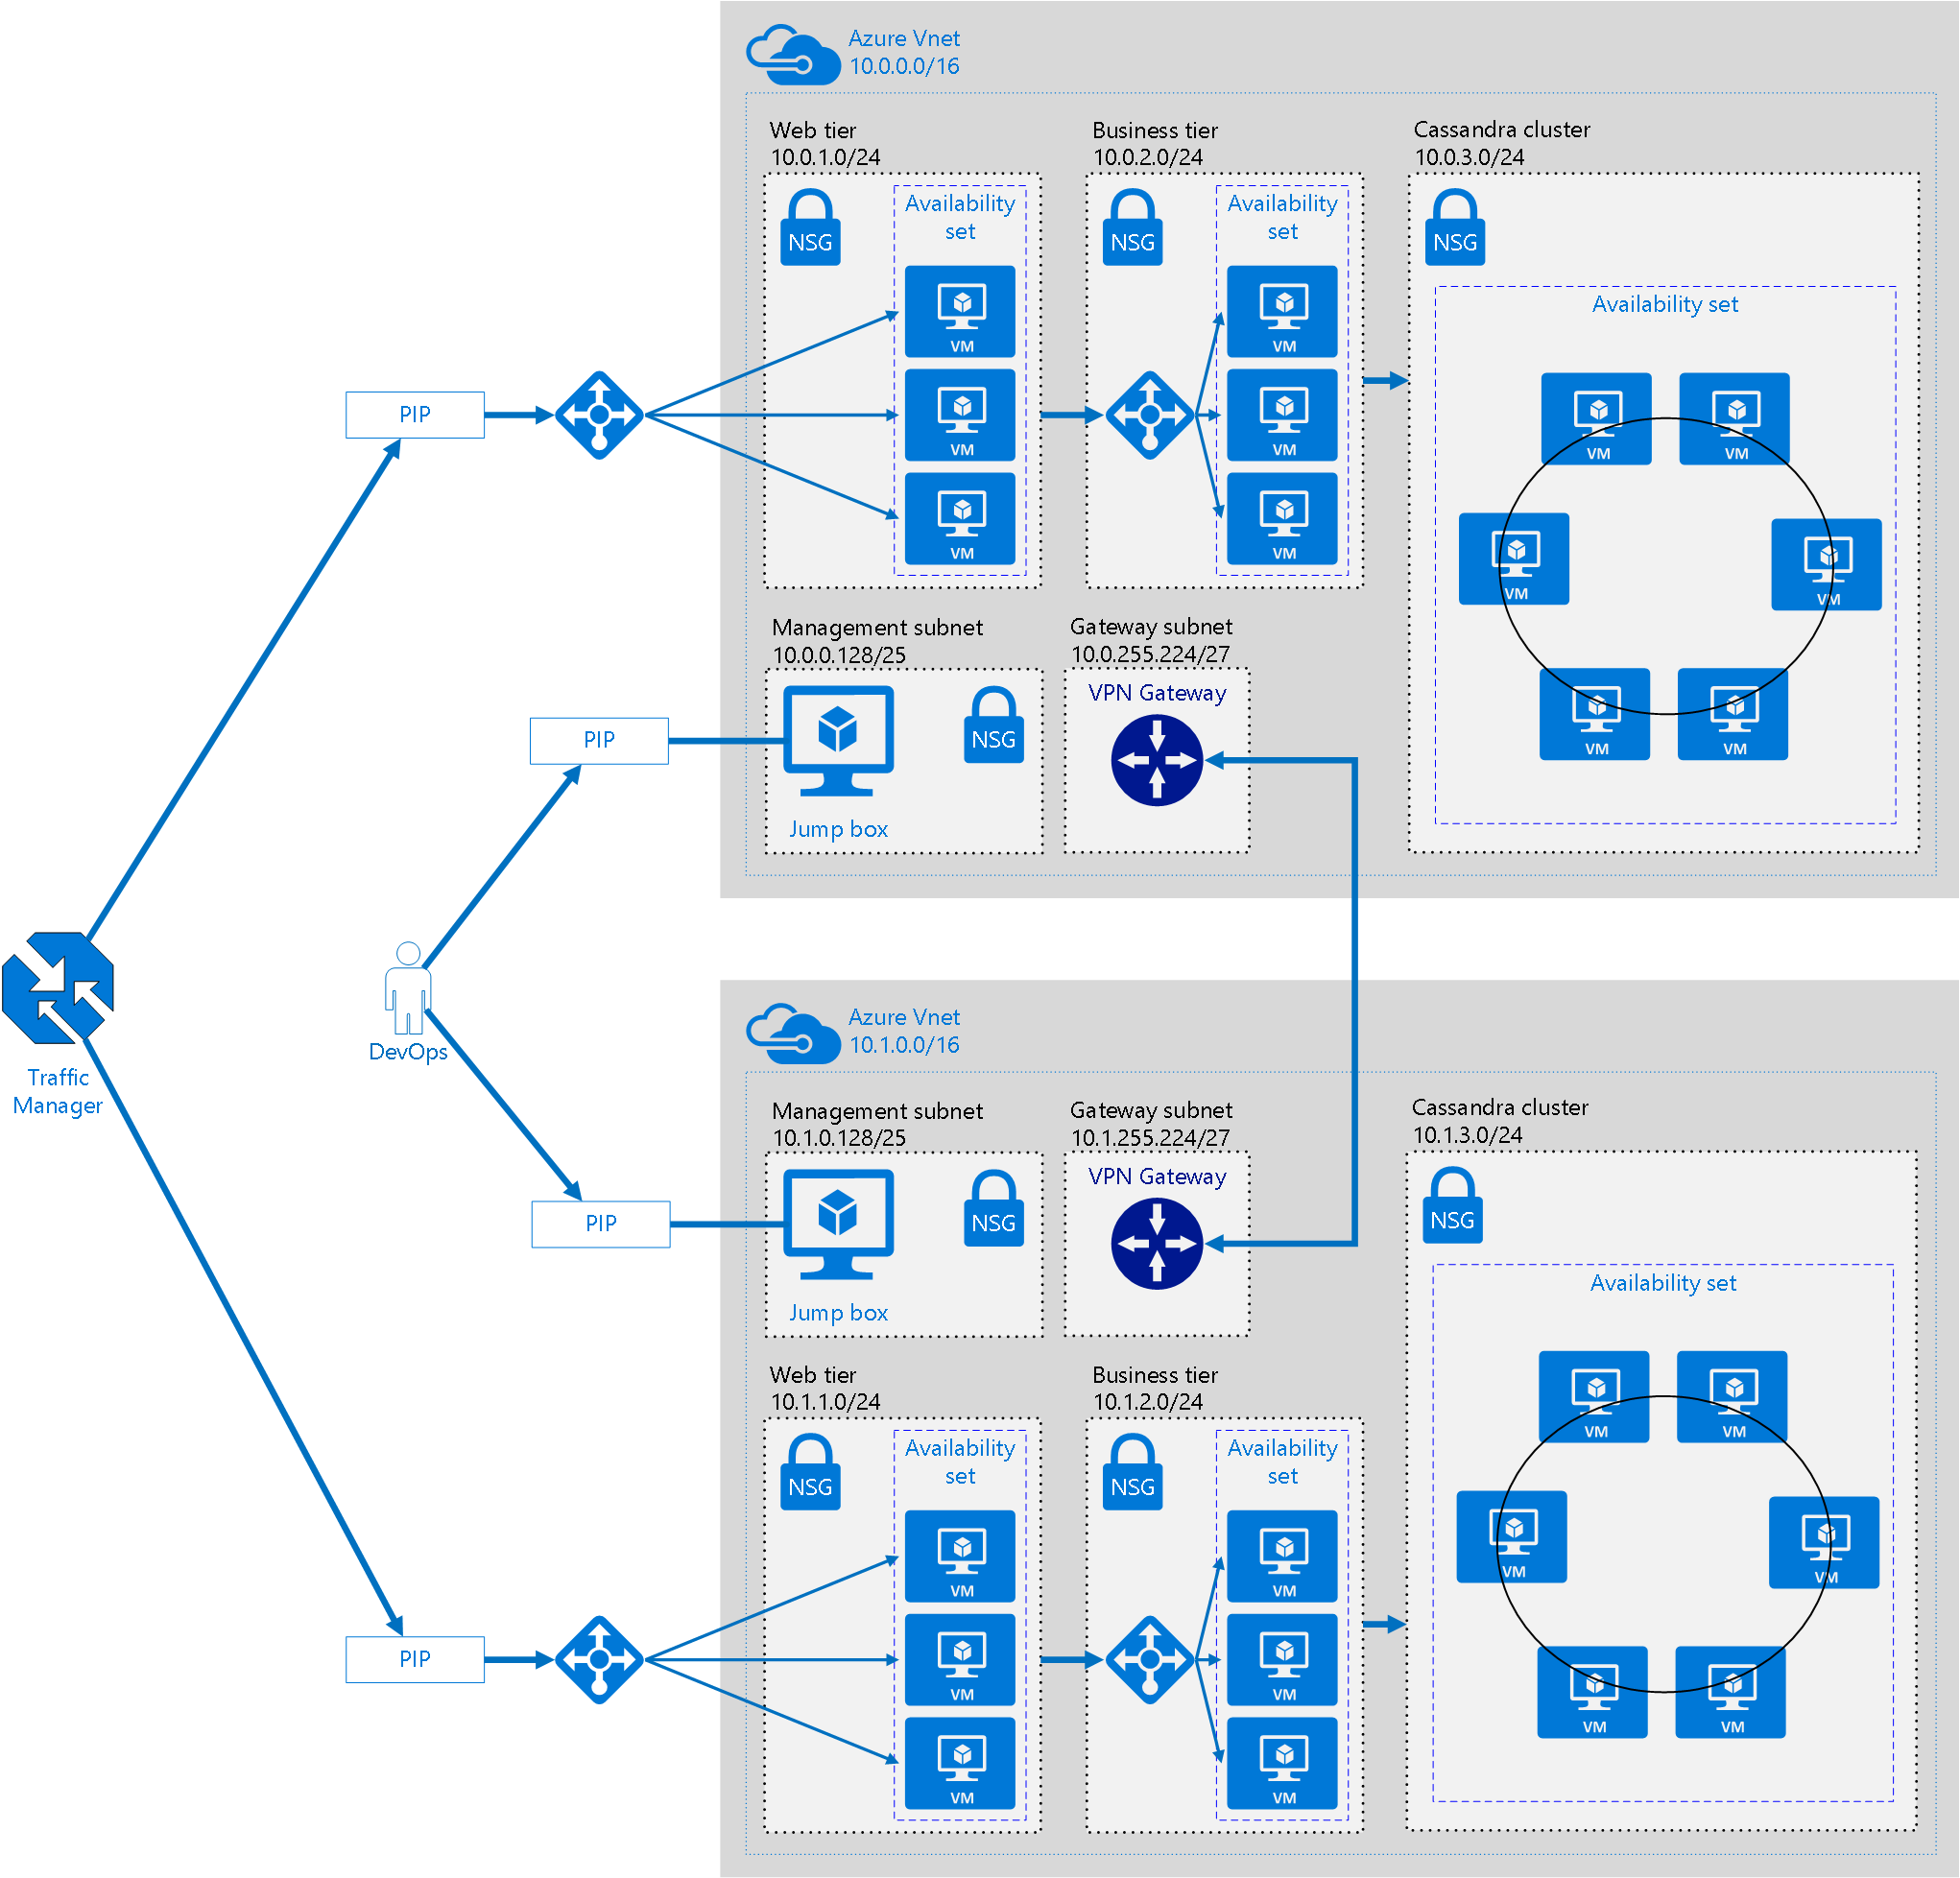 Azure Vnet
10.0.0.0/16
Web tier
10.0.1.0/24
Business tier
10.0.2.0/24
Cassandra cluster
10.0.3.0/24
NSG
Availability
set
VM
VM
VM
NSG
Availability
set
VM
VM
VM
NSG
Availability set
VM
VM
VM
VM
VM
VM
PIP
Management subnet
10.0.0.128/25
NSG
Jump box
Gateway subnet
10.0.255.224/27
VPN Gateway
PIP
Traffic
Manager
DevOps
Azure Vnet
10.1.0.0/16
Management subnet
10.1.0.128/25
NSG
Jump box
Gateway subnet
10.1.255.224/27
VPN Gateway
PIP
Cassandra cluster
10.1.3.0/24
NSG
Availability set
VM
VM
VM
VM
VM
VM
Web tier
10.1.1.0/24
NSG
Availability
set
VM
VM
VM
Business tier
10.1.2.0/24
NSG
Availability
set
VM
VM
VM
PIP